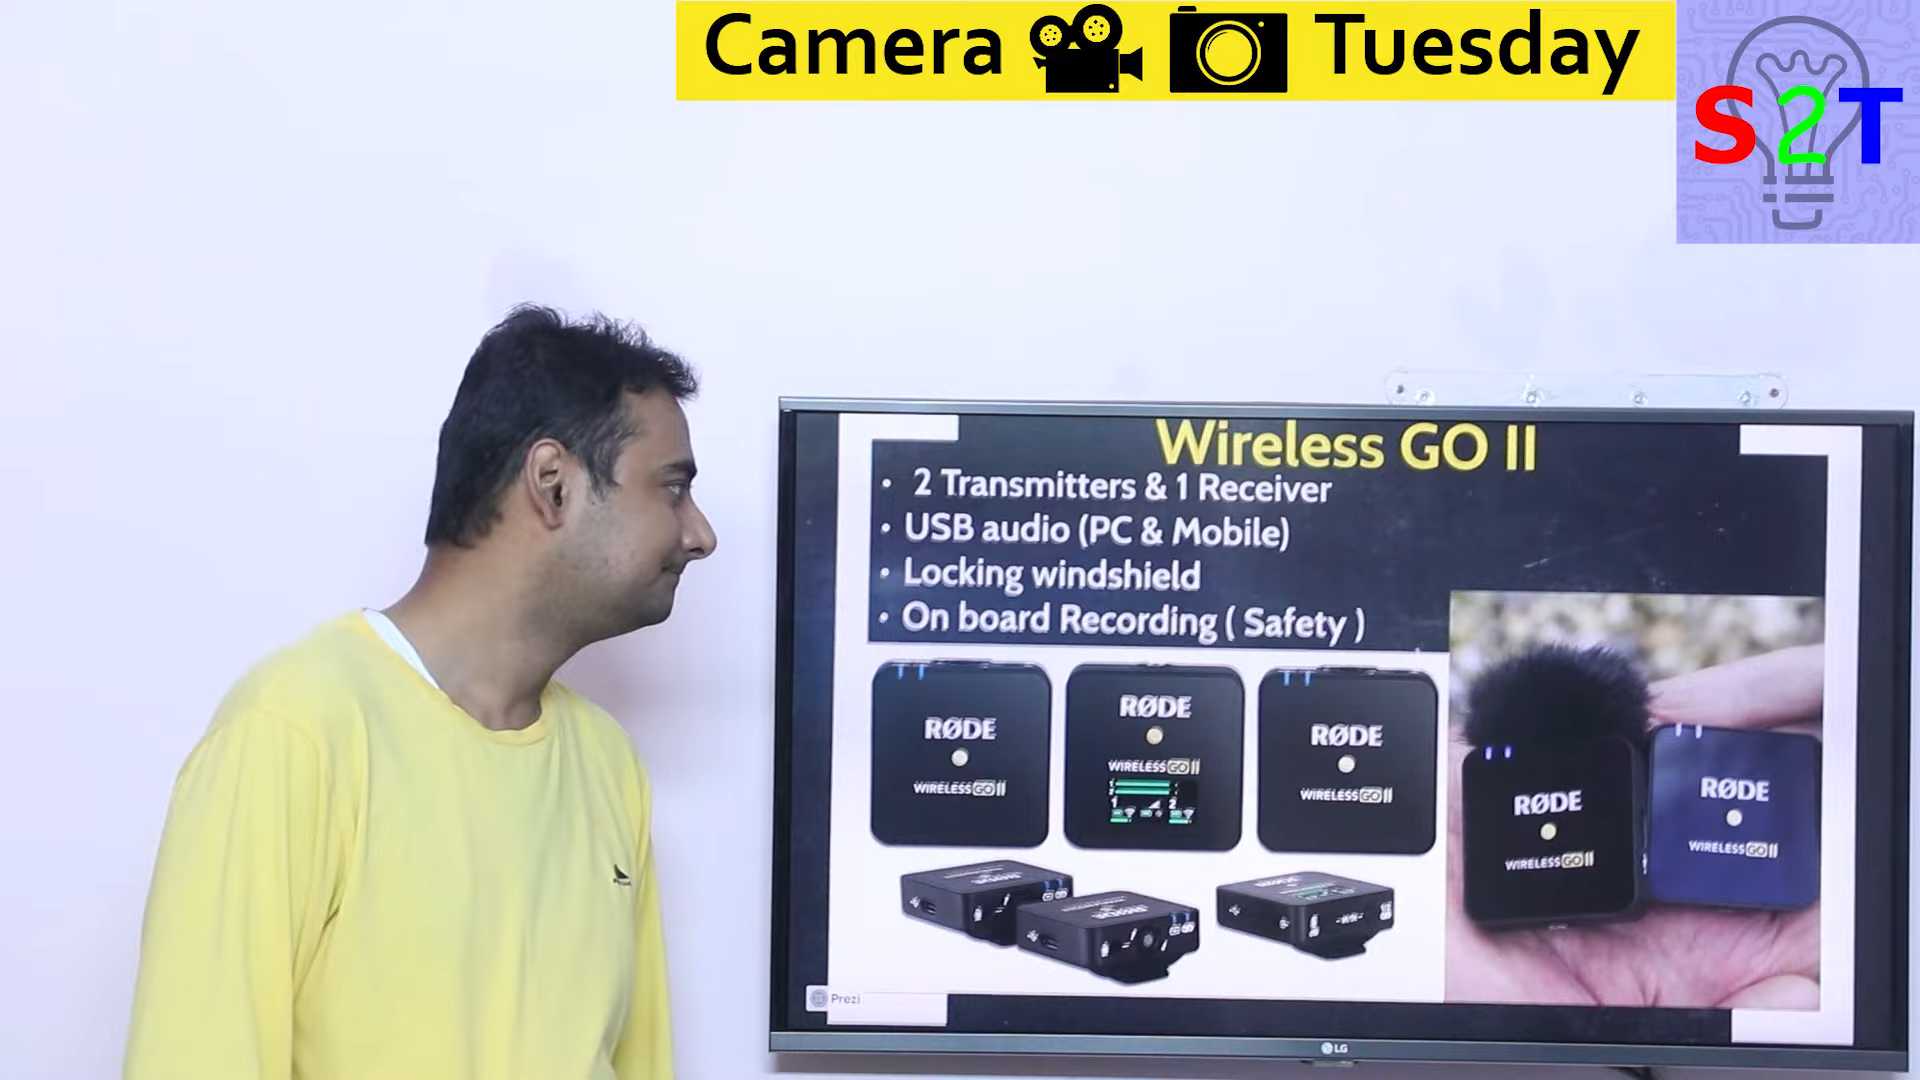 Camera Tuesday
S2T
Wireless GO II
• 2 Transmitters & 1 Receiver
• USB audio (PC & Mobile)
• Locking windshield
• On board Recording ( Safety )
RØDE
WIRELESS GO II
RØDE
WIRELESS GO II
1 2
RØDE
WIRELESS GO II
RØDE
WIRELESS GO II
RØDE
WIRELESS GO II
Prezi
LG